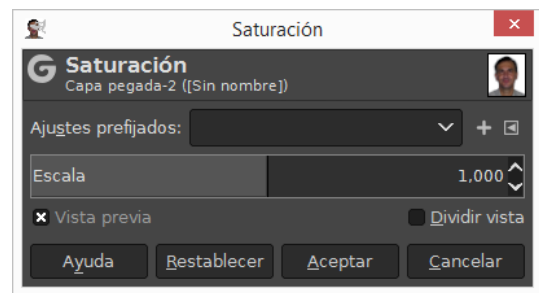 Saturación
Saturación
Capa pegada-2 ([Sin nombre])
Ajustes prefijados:
Escala 1,000
Vista previa Dividir vista
Ayuda Restablecer Aceptar Cancelar